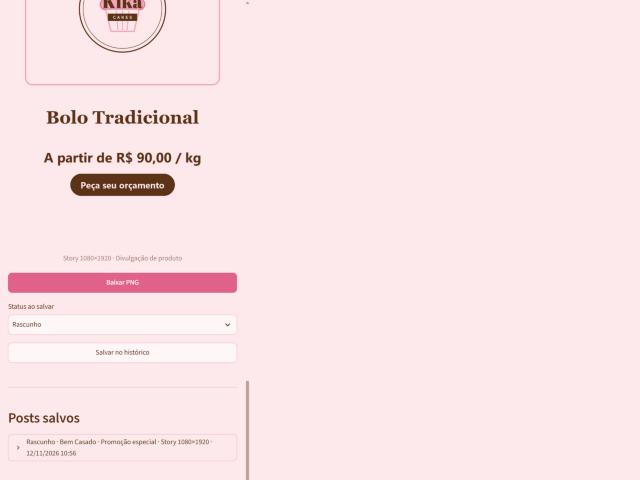 Kika
CAKES
Bolo Tradicional
A partir de R$ 90,00 / kg
Peça seu orçamento
Story 1080×1920 · Divulgação de produto
Baixar PNG
Status ao salvar
Rascunho
Salvar no histórico
Posts salvos
Rascunho · Bem Casado · Promoção especial · Story 1080×1920 ·
12/11/2026 10:56